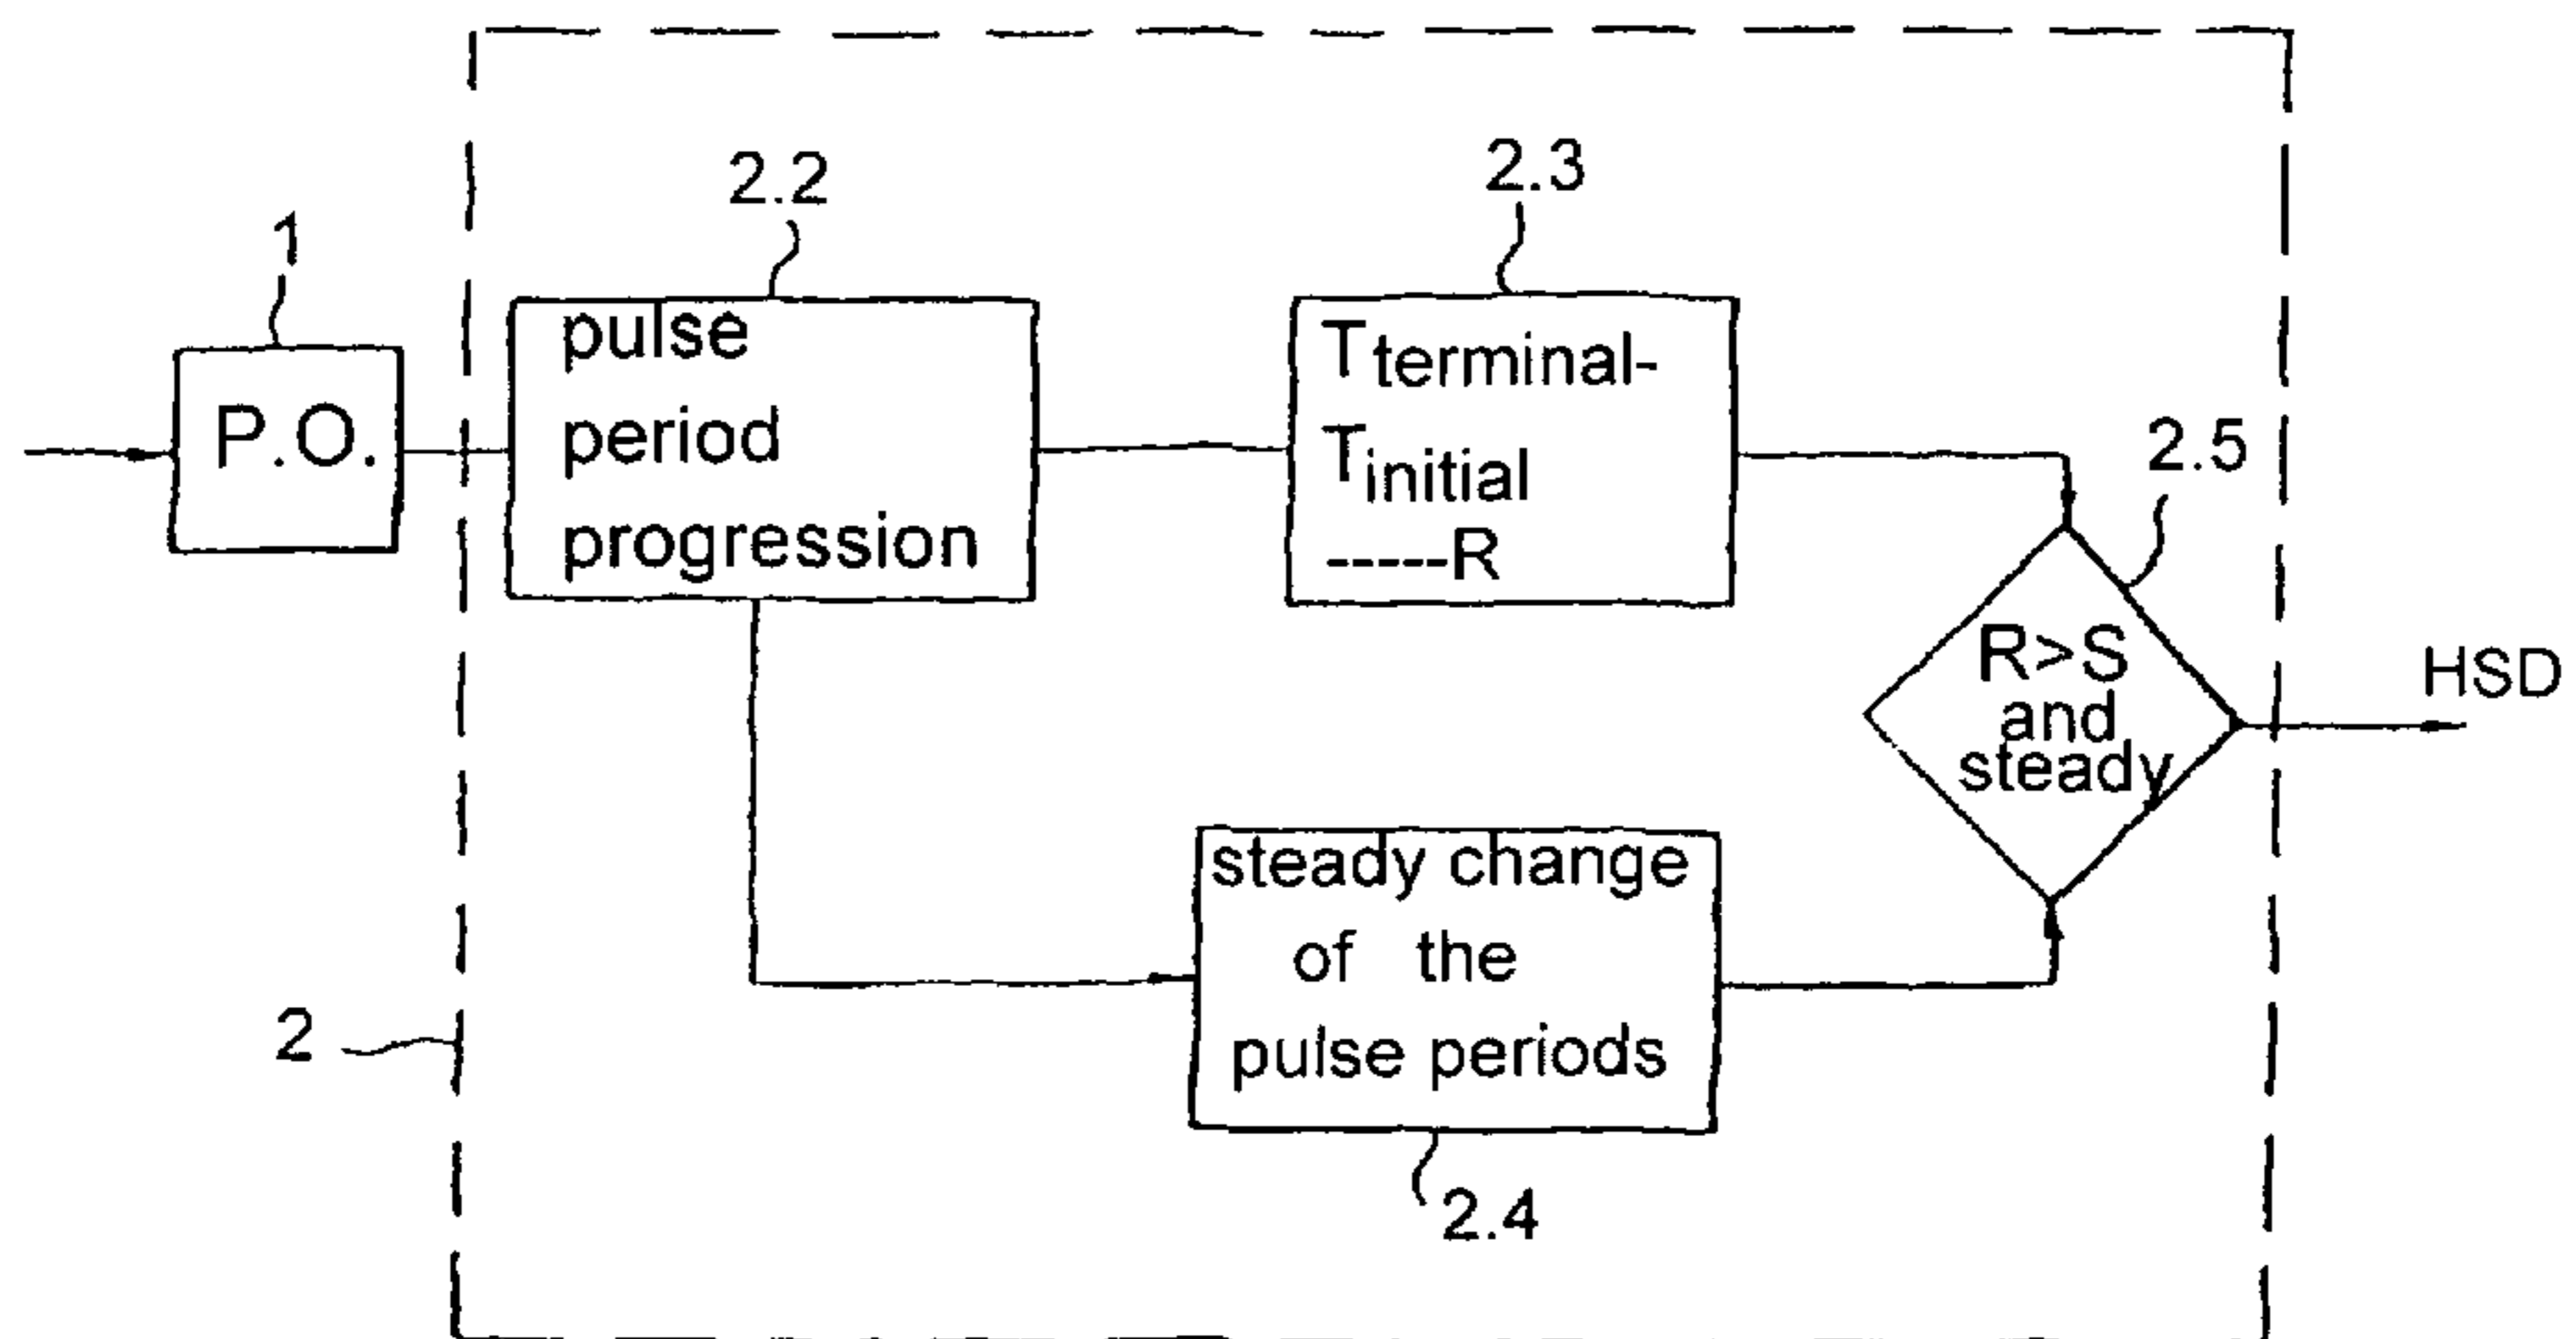 2.2
2.3
1
pulse
period
progression
P.O.
Tterminal-
Tinitial
-----R
2.5
R>S
and
steady
HSD
steady change
of the
pulse periods
2
2.4